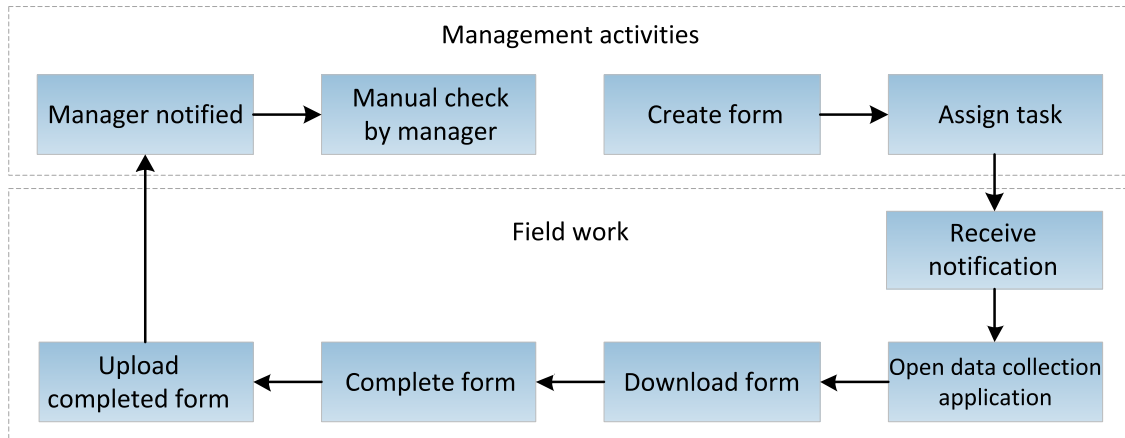 Management activities
Manager notified
Manual check
by manager
Create form
Assign task
Field work
Receive
notification
Upload
completed form
Complete form
Download form
Open data collection
application